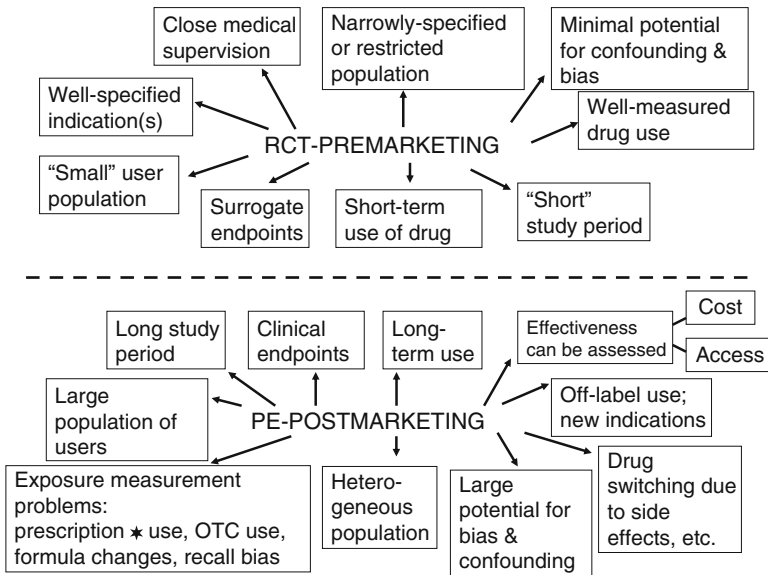 Close medical
supervision
Narrowly-specified
or restricted
population
Minimal potential
for confounding &
bias
Well-specified
indication(s)
Well-measured
drug use
RCT-PREMARKETING
“Small” user
population
Surrogate
endpoints
Short-term
use of drug
“Short”
study period
Long study
period
Clinical
endpoints
Long-
term use
Effectiveness
can be assessed
Cost
Access
Large
population of
users
PE-POSTMARKETING
Off-label use;
new indications
Exposure measurement
problems:
prescription ✶ use, OTC use,
formula changes, recall bias
Hetero-
geneous
population
Large
potential for
bias &
confounding
Drug
switching due
to side
effects, etc.